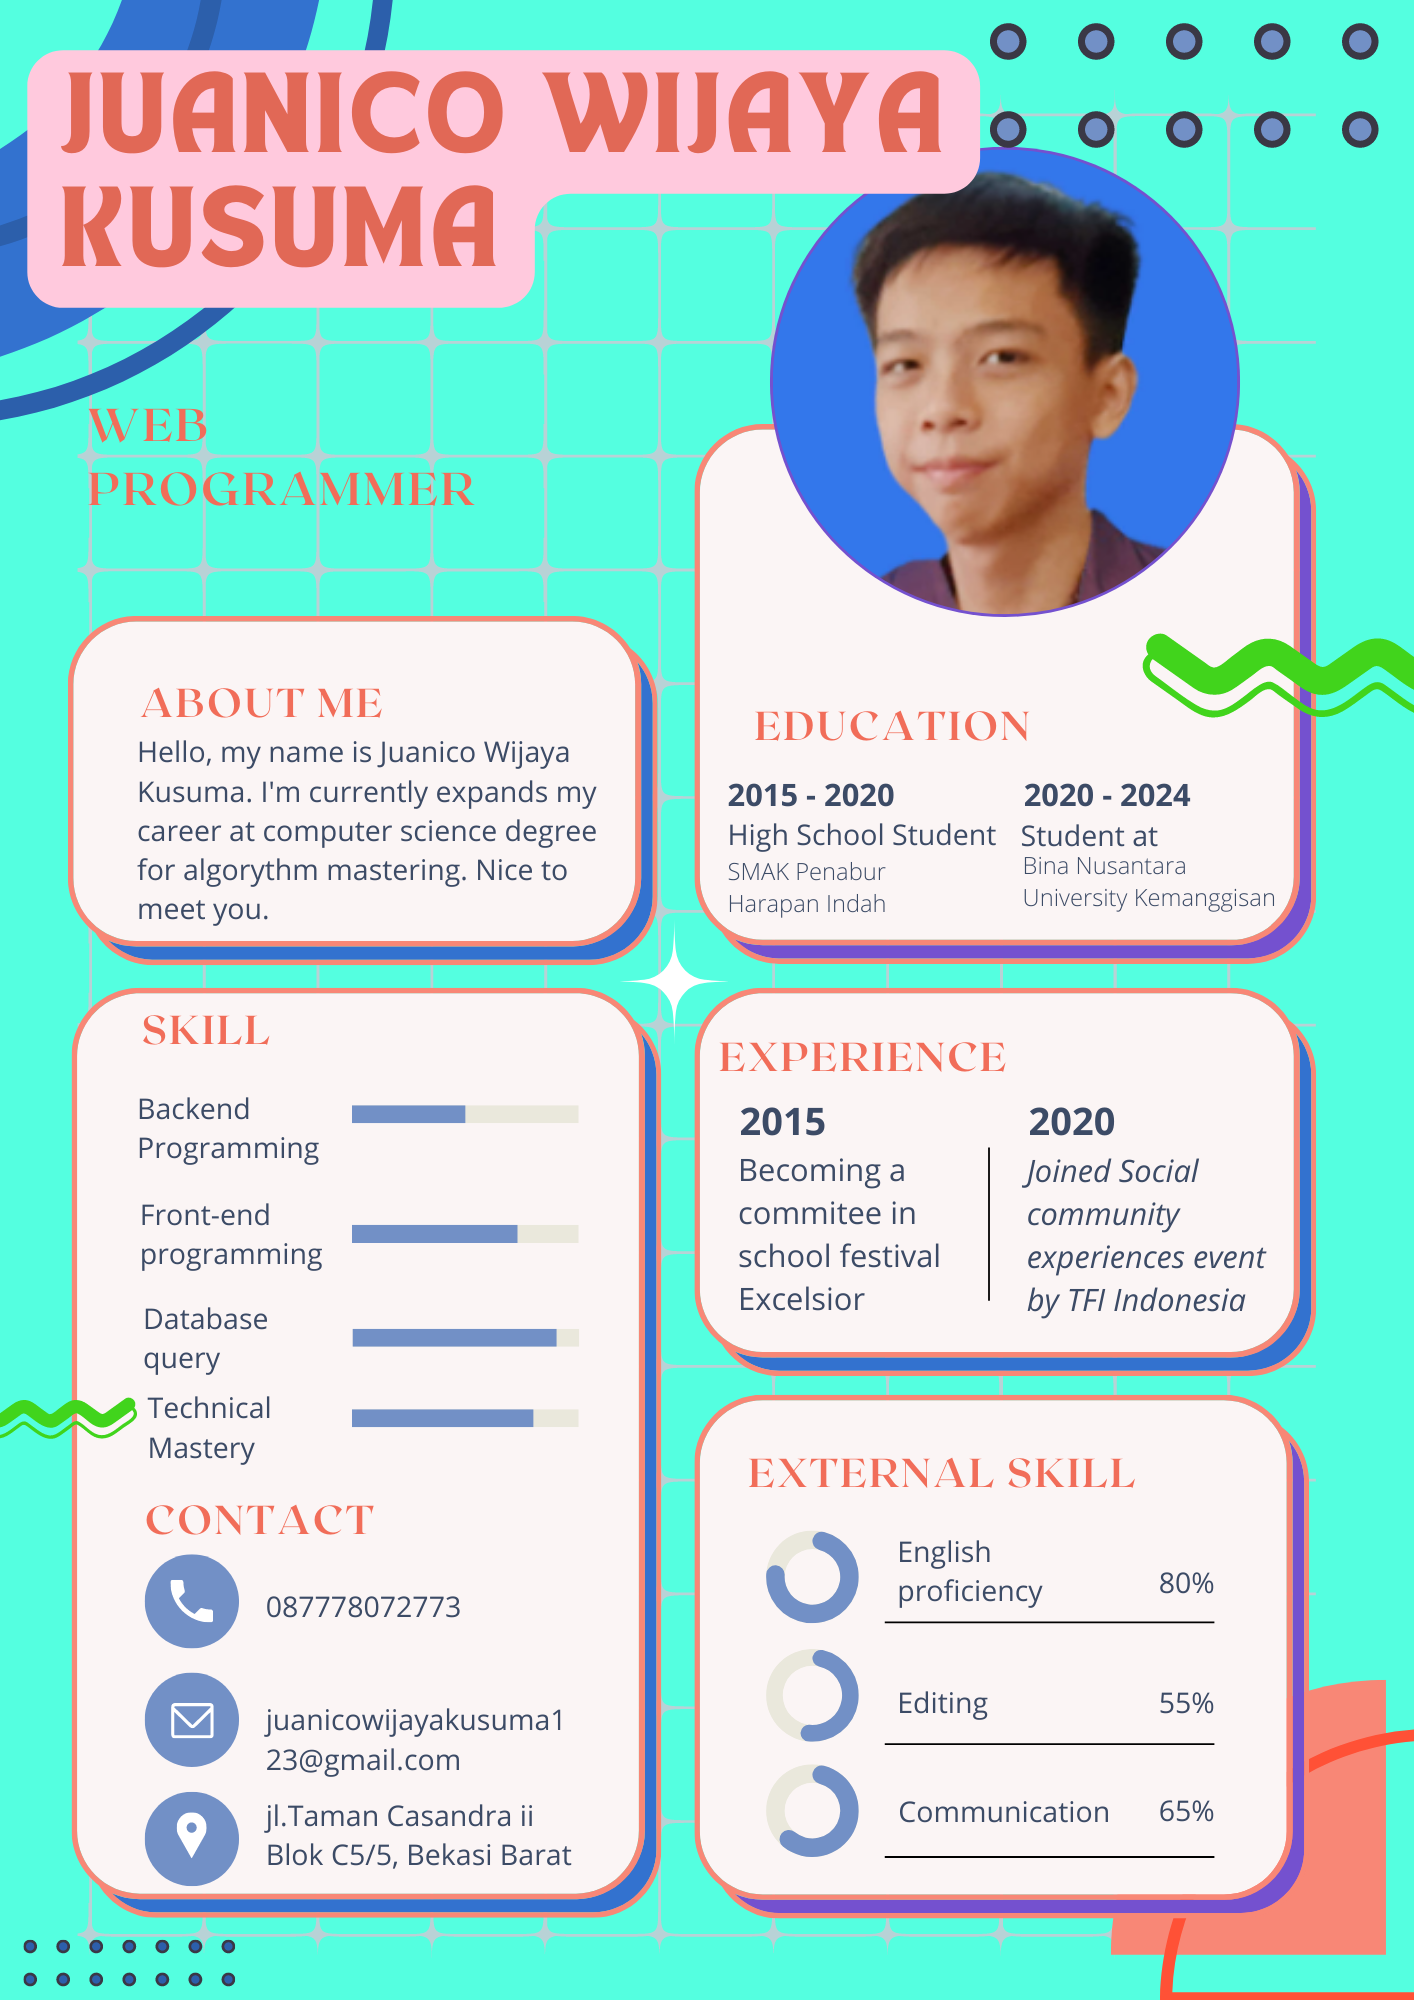 JUANICO WIJAYA
KUSUMA
WEB
PROGRAMMER
ABOUT ME
Hello, my name is Juanico Wijaya
Kusuma. I'm currently expands my
career at computer science degree
for algorythm mastering. Nice to
meet you.
EDUCATION
2015 - 2020
High School Student
SMAK Penabur
Harapan Indah
2020 - 2024
Student at
Bina Nusantara
University Kemanggisan
SKILL
Backend
Programming
Front-end
programming
Database
query
Technical
Mastery
CONTACT
087778072773
juanicowijayakusuma1
23@gmail.com
jl.Taman Casandra ii
Blok C5/5, Bekasi Barat
EXPERIENCE
2015
Becoming a
commitee in
school festival
Excelsior
2020
Joined Social
community
experiences event
by TFI Indonesia
EXTERNAL SKILL
English
proficiency
80%
Editing
55%
Communication
65%